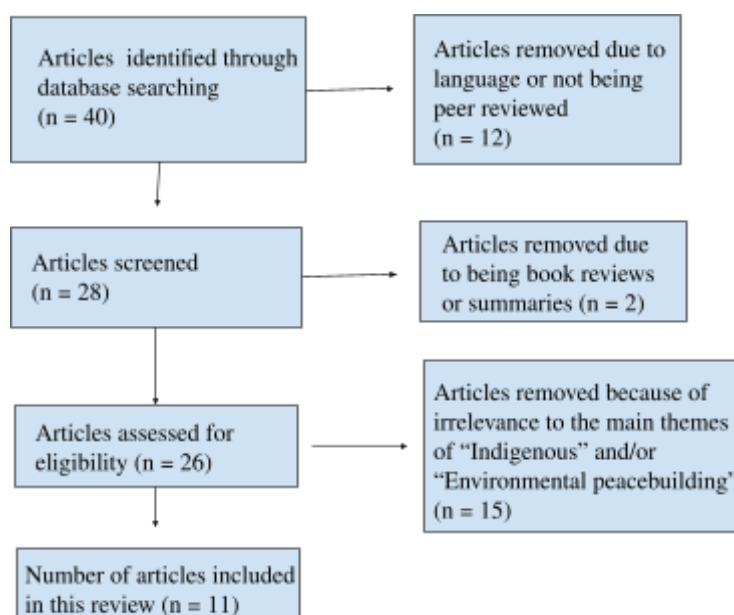 Articles identified through
database searching
(n = 40)
Articles removed due to
language or not being
peer reviewed
(n = 12)
Articles screened
(n = 28)
Articles removed due
to being book reviews
or summaries (n = 2)
Articles assessed for
eligibility (n = 26)
Articles removed because of
irrelevance to the main themes
of “Indigenous” and/or
“Environmental peacebuilding”
(n = 15)
Number of articles included
in this review (n = 11)